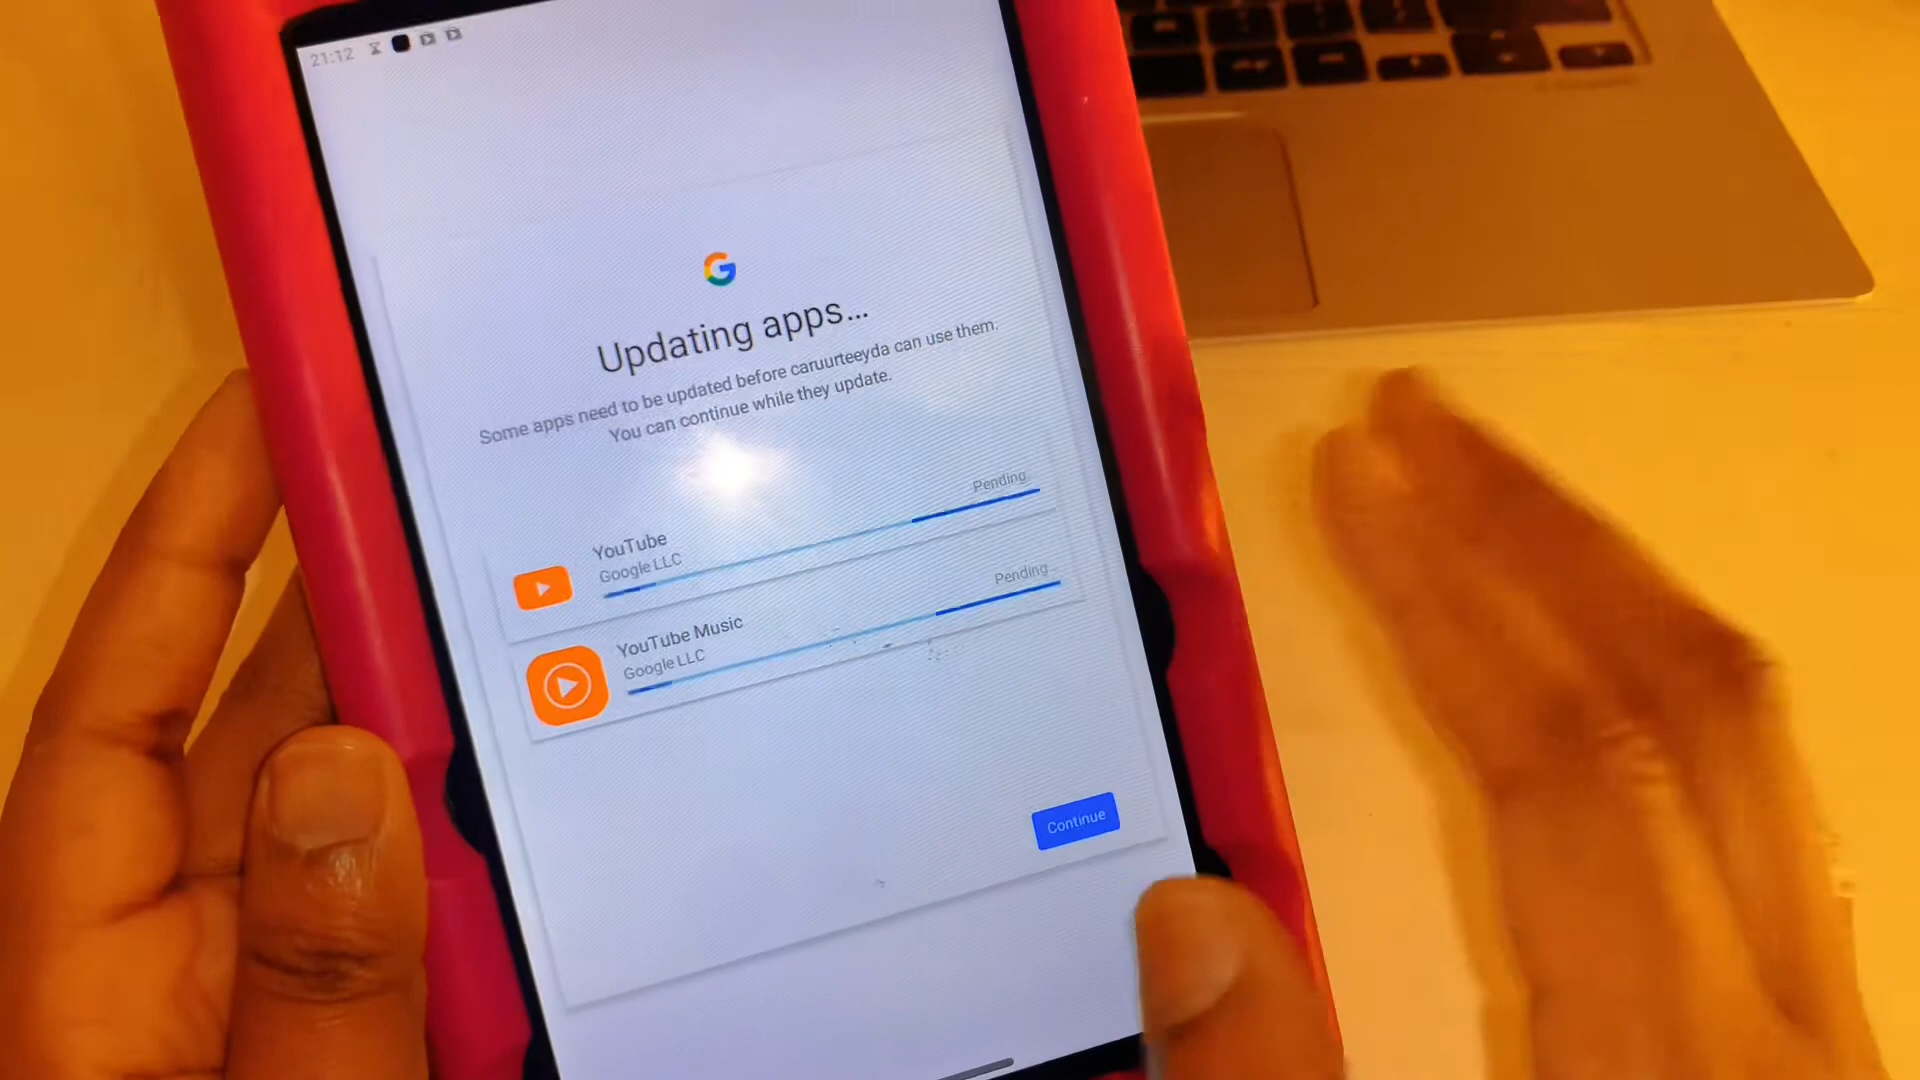 21:12
Updating apps...
Some apps need to be updated before caruurteeyda can use them.
You can continue while they update.
Pending...
YouTube
Google LLC
Pending...
YouTube Music
Google LLC
Continue